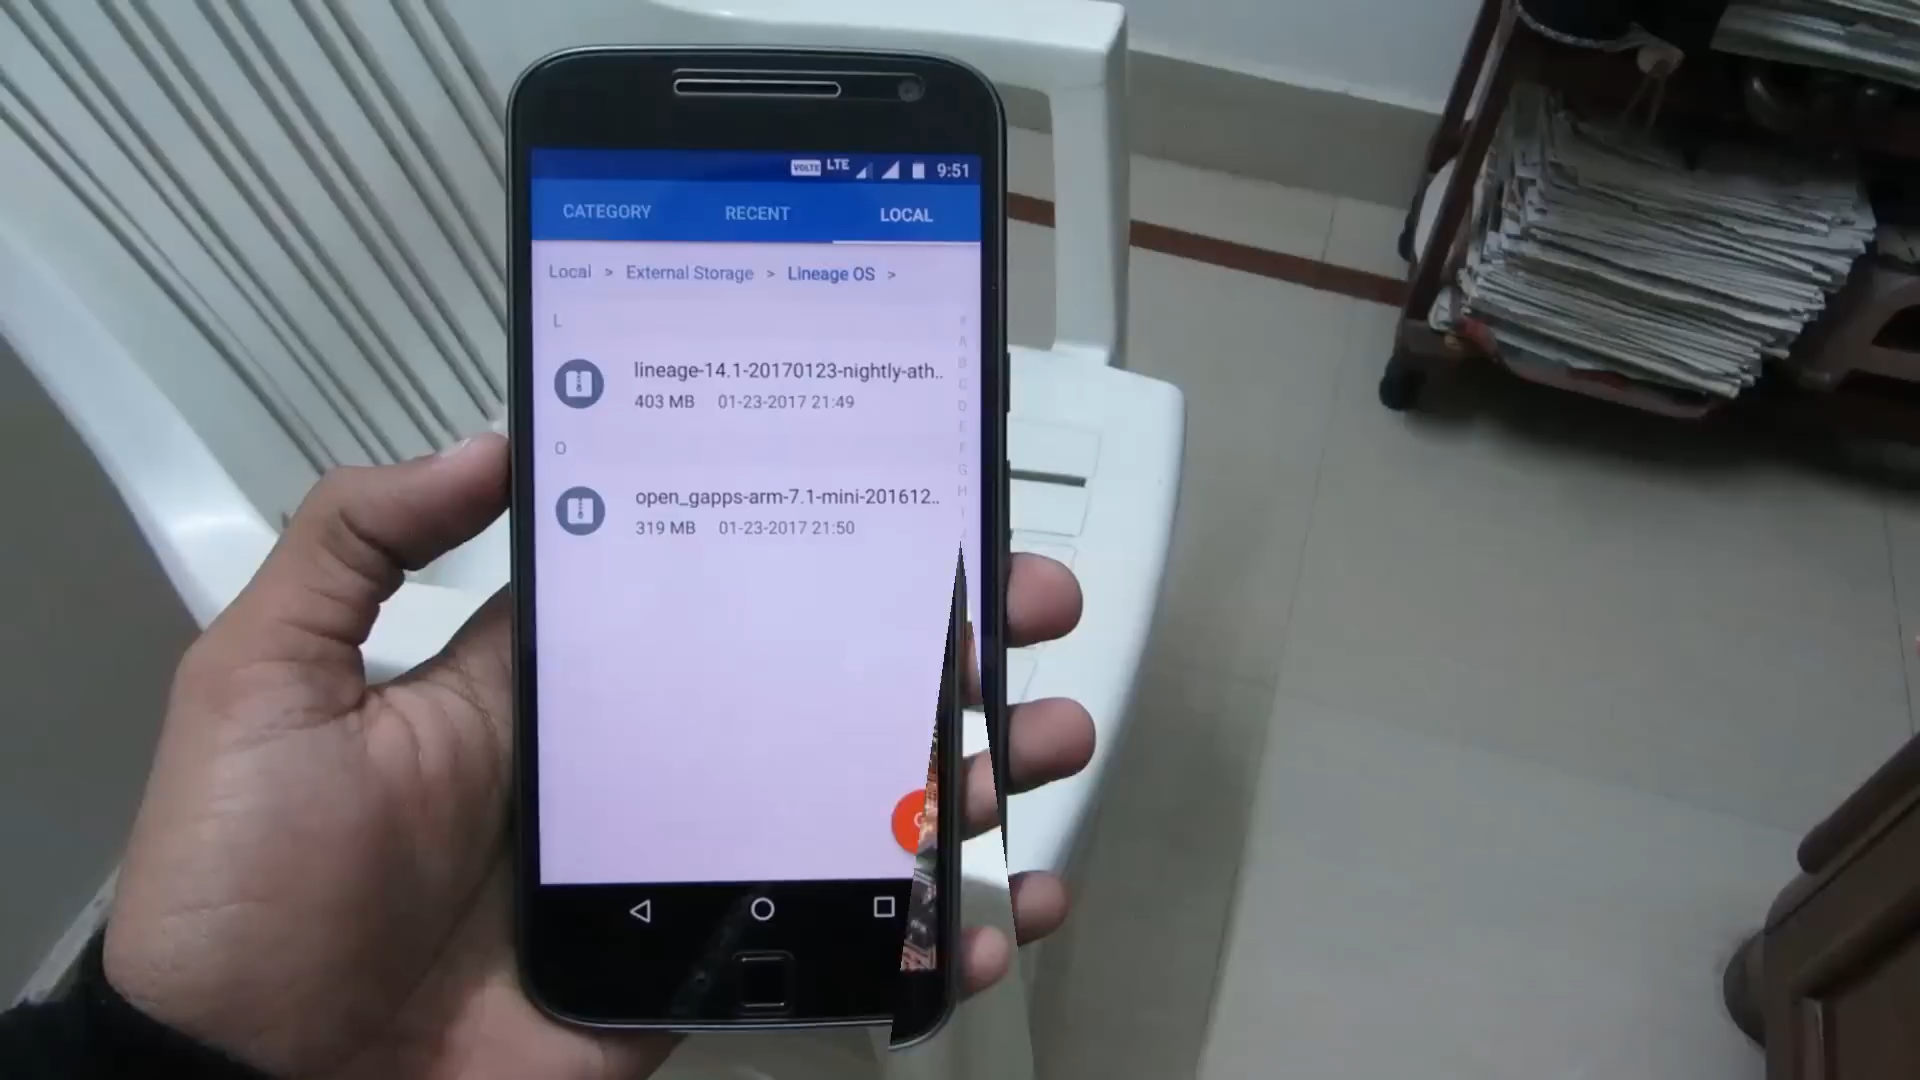 VOLTE LTE 9:51
CATEGORY RECENT LOCAL
Local > External Storage > Lineage OS >
L
lineage-14.1-20170123-nightly-ath..
403 MB 01-23-2017 21:49
O
open_gapps-arm-7.1-mini-201612..
319 MB 01-23-2017 21:50
#
A
B
C
D
E
F
G
H
I